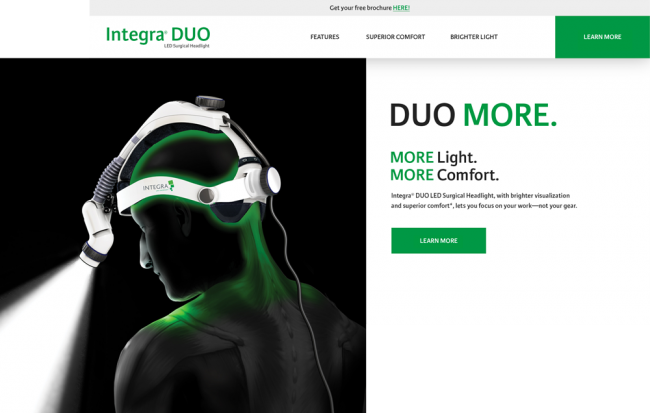 Get your free brochure HERE!
Integra® DUO
LED Surgical Headlight
FEATURES
SUPERIOR COMFORT
BRIGHTER LIGHT
LEARN MORE
INTEGRA
DUO MORE.
MORE Light.
MORE Comfort.
Integra® DUO LED Surgical Headlight, with brighter visualization
and superior comfort*, lets you focus on your work—not your gear.
LEARN MORE